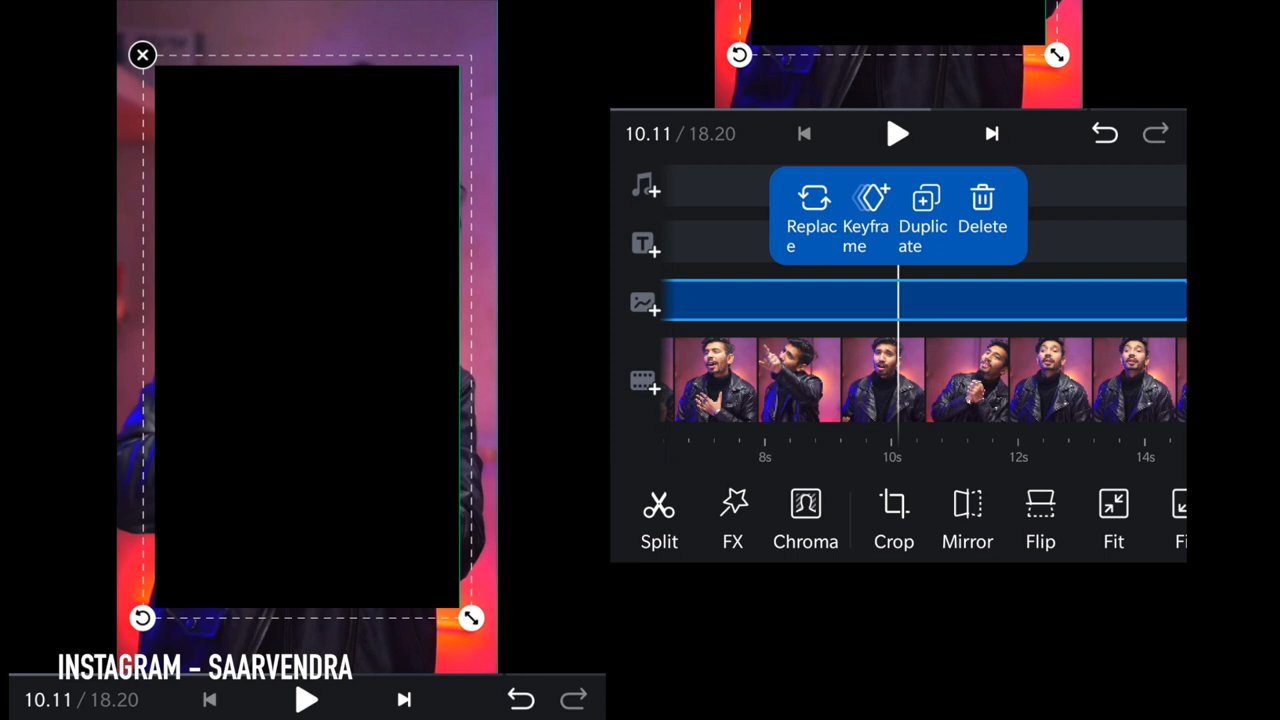 10.11 / 18.20
Replac
e
Keyfra
me
Duplic
ate
Delete
T
8s
10s
12s
14s
Split
FX
Chroma
Crop
Mirror
Flip
Fit
Fi
INSTAGRAM - SAARVENDRA
10.11 / 18.20